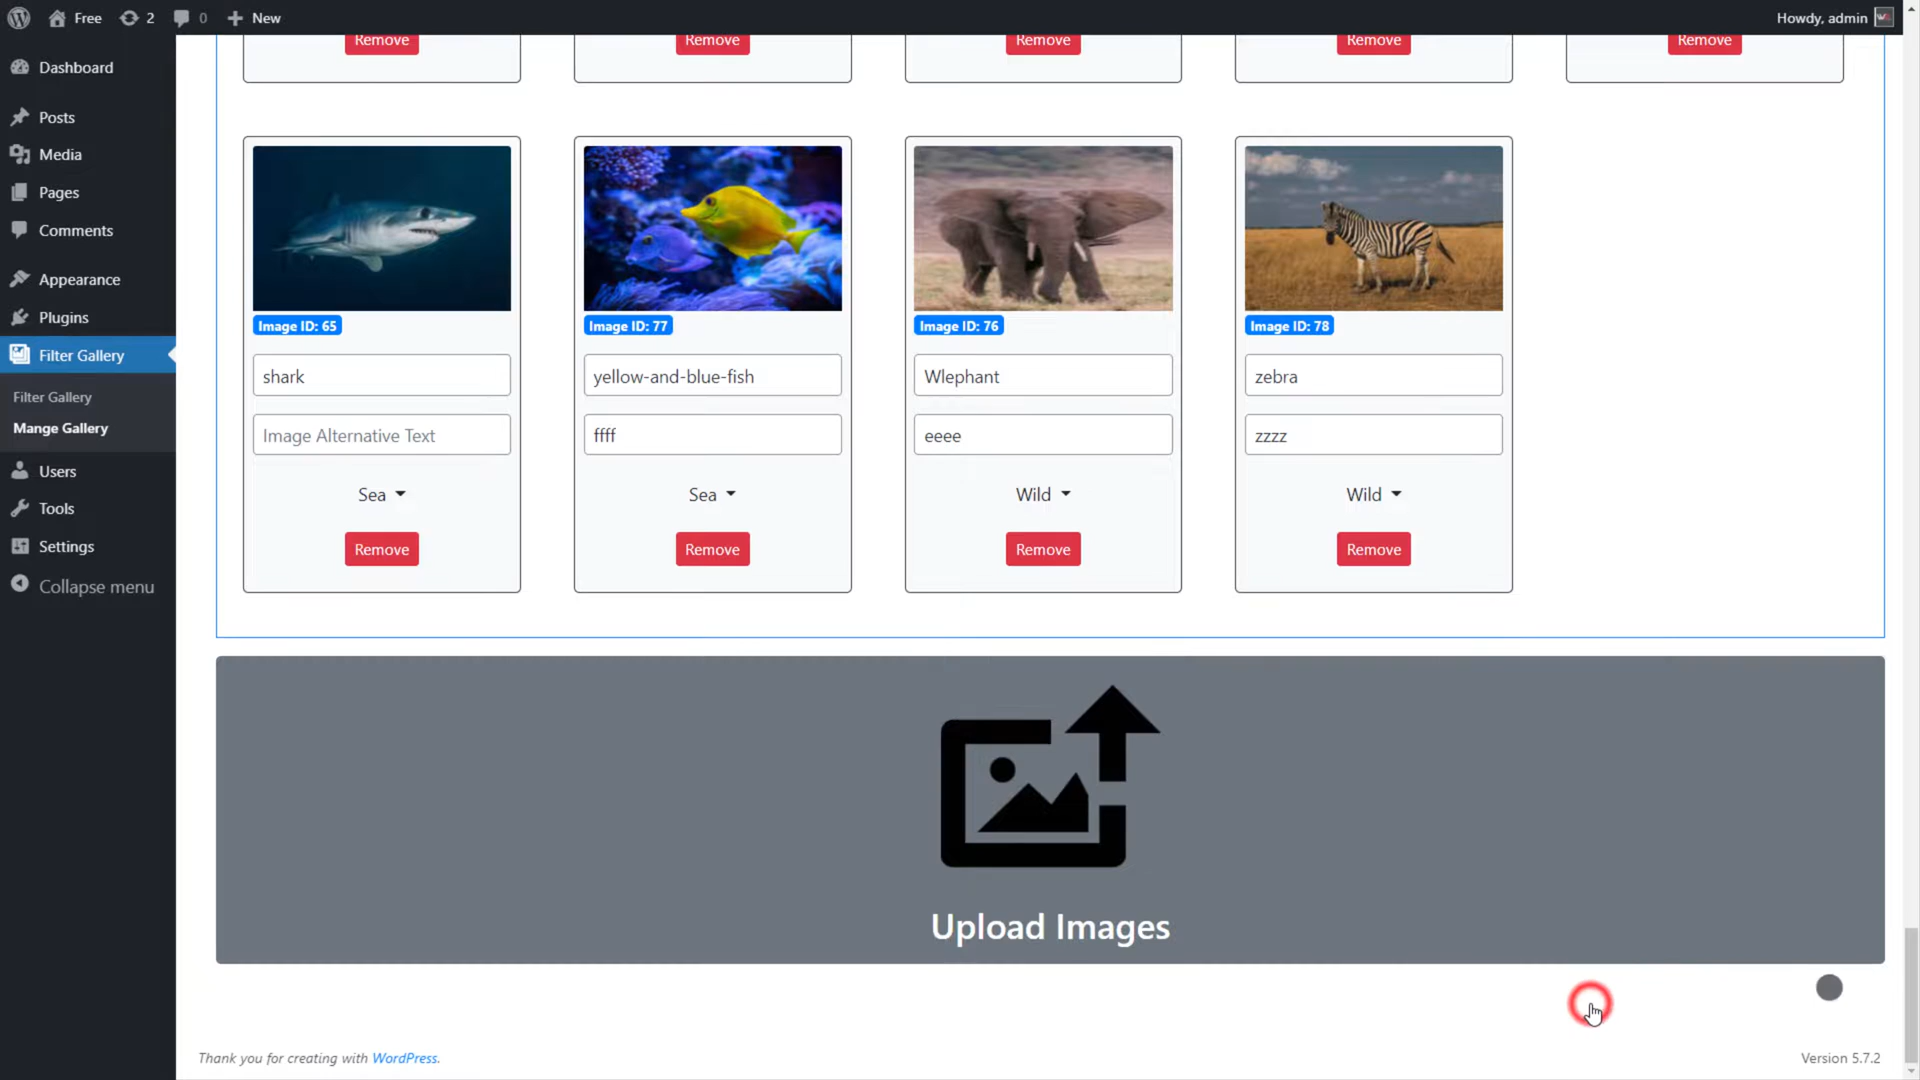 Free 2 0 New Howdy, admin
Dashboard
Posts
Media
Pages
Comments
Appearance
Plugins
Filter Gallery
Filter Gallery
Mange Gallery
Users
Tools
Settings
Collapse menu
Remove Remove Remove Remove Remove
Image ID: 65 Image ID: 77 Image ID: 76 Image ID: 78
shark yellow-and-blue-fish Wlephant zebra
Image Alternative Text ffff eeee zzzz
Sea Sea Wild Wild
Remove Remove Remove Remove
Upload Images
Thank you for creating with WordPress. Version 5.7.2